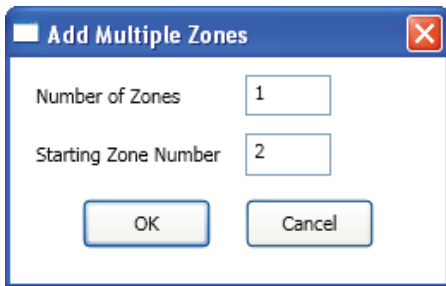 Add Multiple Zones
Number of Zones 1
Starting Zone Number 2
OK Cancel